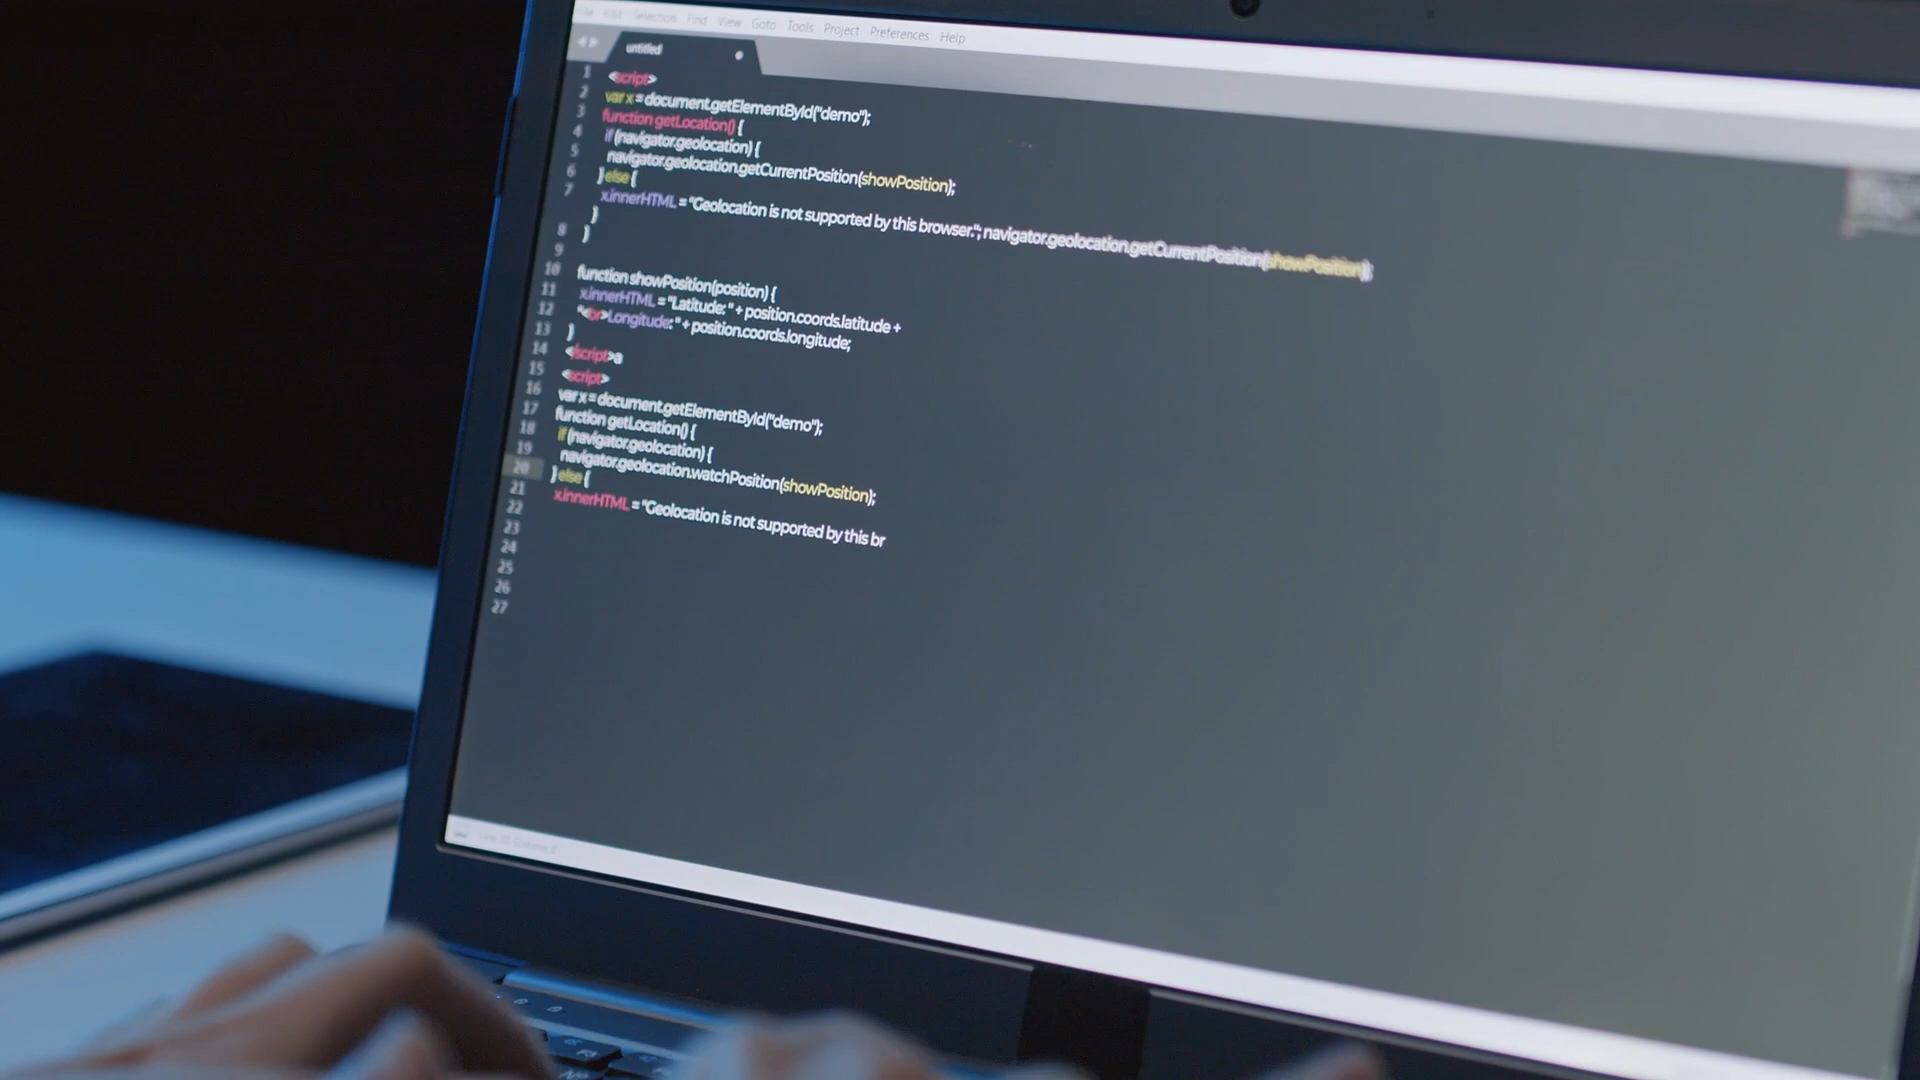 File Edit Selection Find View Goto Tools Project Preferences Help
untitled
1 <script>
2 var x = document.getElementById("demo");
3 function getLocation() {
4 if (navigator.geolocation) {
5 navigator.geolocation.getCurrentPosition(showPosition);
6 } else {
7 x.innerHTML = "Geolocation is not supported by this browser."; navigator.geolocation.getCurrentPosition(showPosition);
}
8 }
9
10 function showPosition(position) {
11 x.innerHTML = "Latitude: " + position.coords.latitude +
12 "<br>Longitude: " + position.coords.longitude;
13 }
14 </script>a
15 <script>
16 var x = document.getElementById("demo");
17 function getLocation() {
18 if (navigator.geolocation) {
19 navigator.geolocation.watchPosition(showPosition);
20 } else {
21 x.innerHTML = "Geolocation is not supported by this br
22
23
24
25
26
27